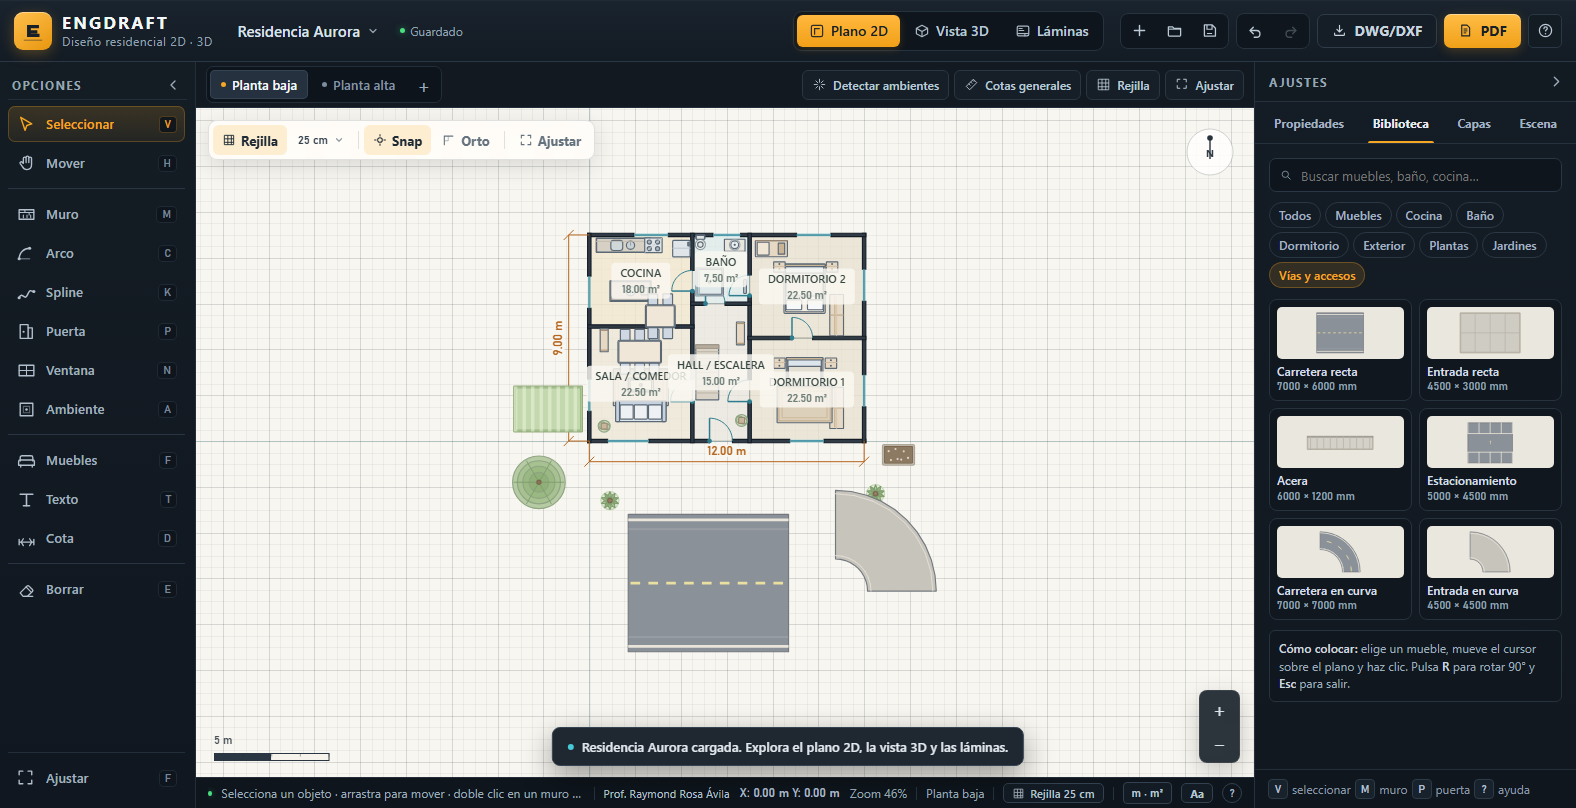 ENGDRAFT
Diseño residencial 2D · 3D
Residencia Aurora
Guardado
Plano 2D
Vista 3D
Láminas
DWG/DXF
PDF
OPCIONES
Seleccionar V
Mover H
Muro M
Arco C
Spline K
Puerta P
Ventana N
Ambiente A
Muebles F
Texto T
Cota D
Borrar E
Ajustar F
Planta baja
Planta alta
+
Detectar ambientes
Cotas generales
Rejilla
Ajustar
Rejilla
25 cm
Snap
Orto
Ajustar
N
COCINA
18.00 m²
BAÑO
7.50 m²
DORMITORIO 2
22.50 m²
9.00 m
SALA / COMEDOR
22.50 m²
HALL / ESCALERA
15.00 m²
DORMITORIO 1
22.50 m²
12.00 m
5 m
+
−
Residencia Aurora cargada. Explora el plano 2D, la vista 3D y las láminas.
Selecciona un objeto · arrastra para mover · doble clic en un muro ...
Prof. Raymond Rosa Ávila
X: 0.00 m Y: 0.00 m
Zoom 46%
Planta baja
Rejilla 25 cm
m · m²
Aa
?
AJUSTES
Propiedades
Biblioteca
Capas
Escena
Buscar muebles, baño, cocina...
Todos
Muebles
Cocina
Baño
Dormitorio
Exterior
Plantas
Jardines
Vías y accesos
Carretera recta
7000 × 6000 mm
Entrada recta
4500 × 3000 mm
Acera
6000 × 1200 mm
Estacionamiento
5000 × 4500 mm
Carretera en curva
7000 × 7000 mm
Entrada en curva
4500 × 4500 mm
Cómo colocar: elige un mueble, mueve el cursor
sobre el plano y haz clic. Pulsa R para rotar 90° y
Esc para salir.
V seleccionar M muro P puerta ? ayuda